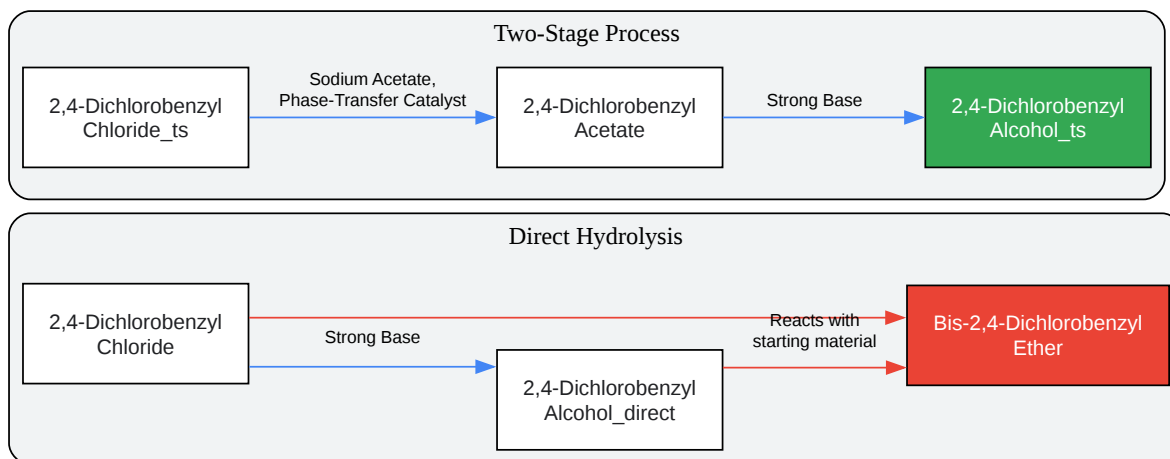 Two-Stage Process
2,4-Dichlorobenzyl
Chloride_ts
Sodium Acetate,
Phase-Transfer Catalyst
2,4-Dichlorobenzyl
Acetate
Strong Base
2,4-Dichlorobenzyl
Alcohol_ts
Direct Hydrolysis
2,4-Dichlorobenzyl
Chloride
Strong Base
2,4-Dichlorobenzyl
Alcohol_direct
Reacts with
starting material
Bis-2,4-Dichlorobenzyl
Ether